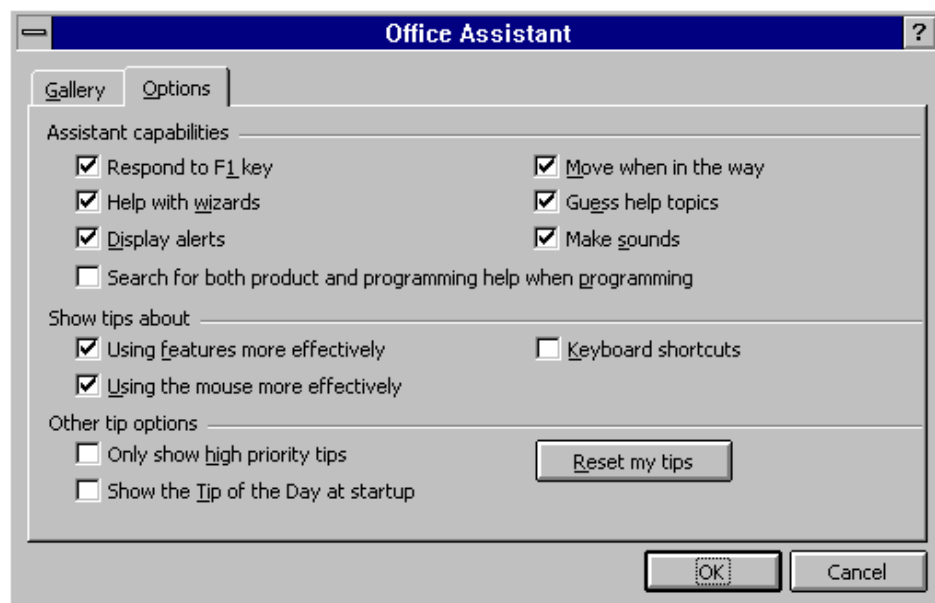 Office Assistant ?
Gallery Options
Assistant capabilities
Respond to F1 key Move when in the way
Help with wizards Guess help topics
Display alerts Make sounds
Search for both product and programming help when programming
Show tips about
Using features more effectively Keyboard shortcuts
Using the mouse more effectively
Other tip options
Only show high priority tips Reset my tips
Show the Tip of the Day at startup
OK Cancel